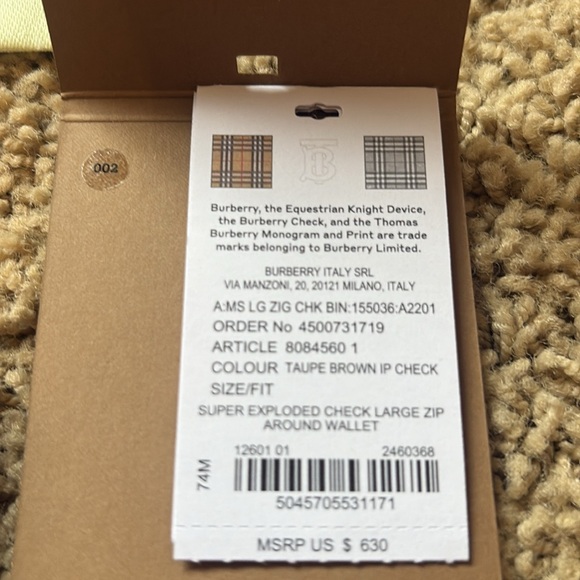 002
Burberry, the Equestrian Knight Device,
the Burberry Check, and the Thomas
Burberry Monogram and Print are trade
marks belonging to Burberry Limited.
BURBERRY ITALY SRL
VIA MANZONI, 20, 20121 MILANO, ITALY
A:MS LG ZIG CHK BIN:155036:A2201
ORDER No 4500731719
ARTICLE 8084560 1
COLOUR TAUPE BROWN IP CHECK
SIZE/FIT
SUPER EXPLODED CHECK LARGE ZIP
AROUND WALLET
12601 01 2460368
74M
5045705531171
MSRP US $ 630